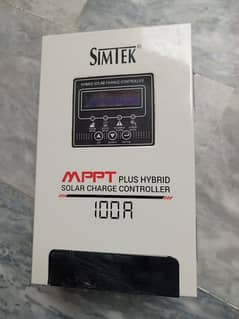 SIMTEK®
HYBRID SOLAR CHARGE CONTROLLER
MPPT PLUS HYBRID
SOLAR CHARGE CONTROLLER
100A